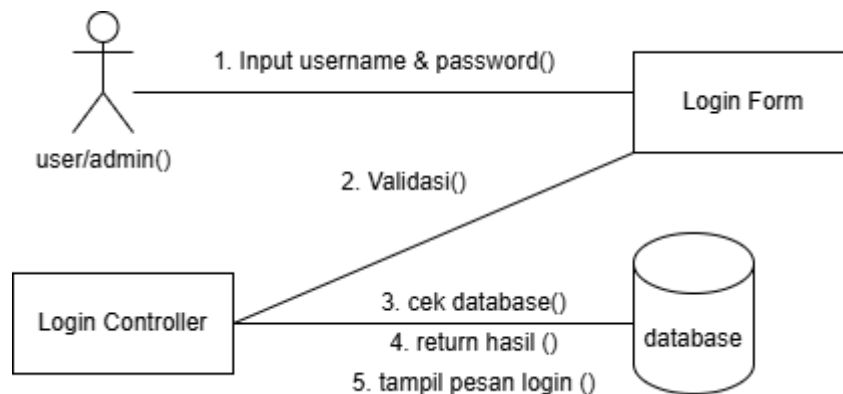 1. Input username & password()
Login Form
user/admin()
2. Validasi()
Login Controller
3. cek database()
4. return hasil ()
database
5. tampil pesan login ()